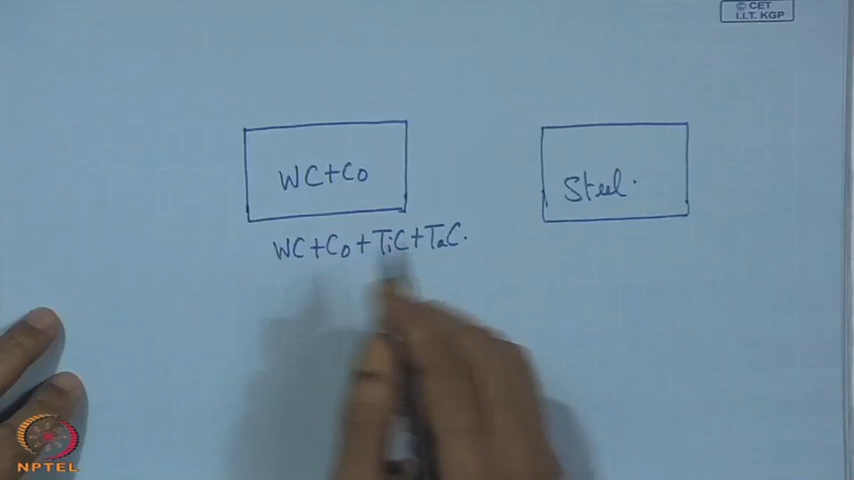 © CET
I.I.T. KGP
WC+Co
Steel.
WC+Co+TiC+TaC.
NPTEL